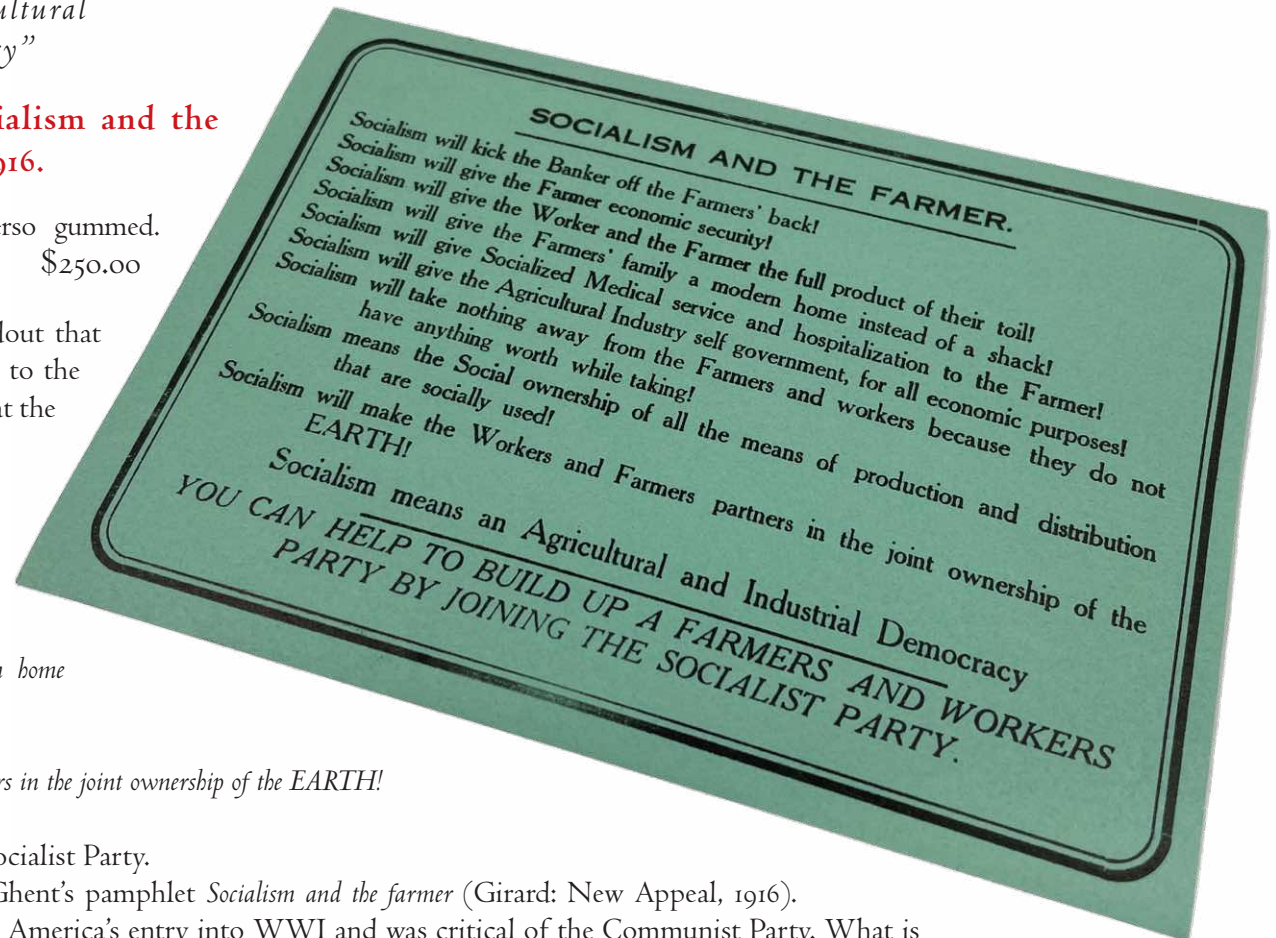 ultural
y”
ialism and the
916.
erso gummed.
$250.00
dout that
to the
at the
SOCIALISM AND THE FARMER.
Socialism will kick the Banker off the Farmers' back!
Socialism will give the Farmer economic security!
Socialism will give the Worker and the Farmer the full product of their toil!
Socialism will give the Farmers' family a modern home instead of a shack!
Socialism will give Socialized Medical service and hospitalization to the Farmer!
Socialism will give the Agricultural Industry self government, for all economic purposes!
Socialism will take nothing away from the Farmers and workers because they do not
have anything worth while taking!
Socialism means the Social ownership of all the means of production and distribution
that are socially used!
Socialism will make the Workers and Farmers partners in the joint ownership of the
EARTH!
Socialism means an Agricultural and Industrial Democracy
YOU CAN HELP TO BUILD UP A FARMERS AND WORKERS
PARTY BY JOINING THE SOCIALIST PARTY.
home
rs in the joint ownership of the EARTH!
ocialist Party.
Ghent’s pamphlet Socialism and the farmer (Girard: New Appeal, 1916).
America’s entry into WWI and was critical of the Communist Party. What is